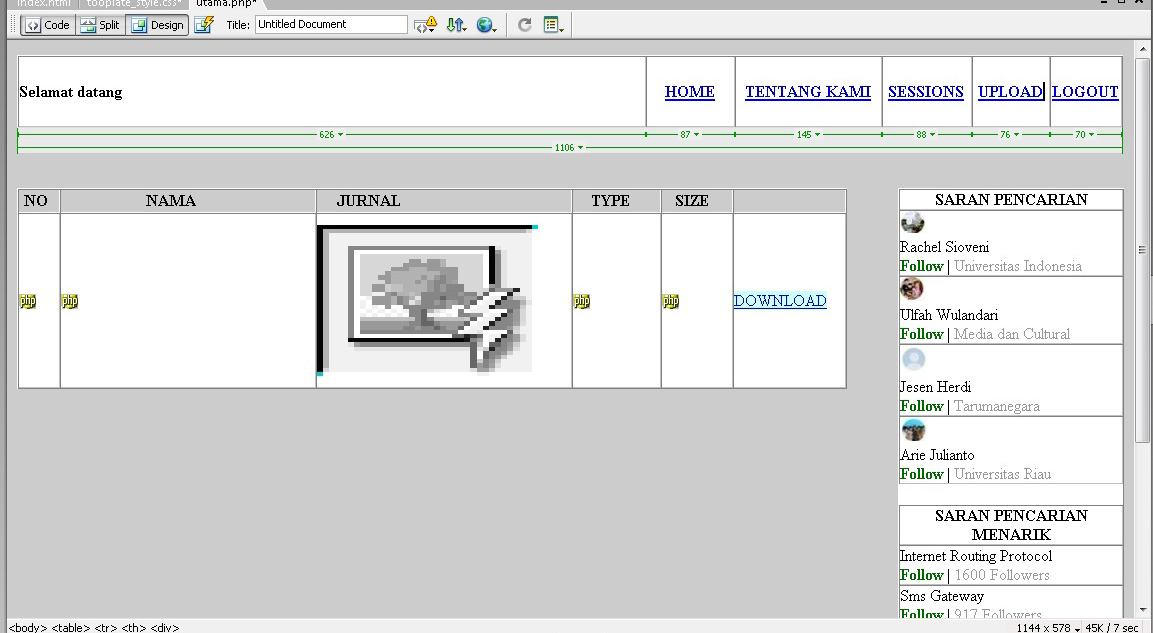 index.html tooplate_style.css* utama.php*
Code Split Design Title: Untitled Document
Selamat datang HOME TENTANG KAMI SESSIONS UPLOAD LOGOUT
626 87 145 88 76 70
1106
NO NAMA JURNAL TYPE SIZE
php php php php DOWNLOAD
SARAN PENCARIAN
Rachel Sioveni
Follow | Universitas Indonesia
Ulfah Wulandari
Follow | Media dan Cultural
Jesen Herdi
Follow | Tarumanegara
Arie Julianto
Follow | Universitas Riau
SARAN PENCARIAN
MENARIK
Internet Routing Protocol
Follow | 1600 Followers
Sms Gateway
Follow | 917 Followers
<body> <table> <tr> <th> <div> 1144 x 578 45K / 7 sec